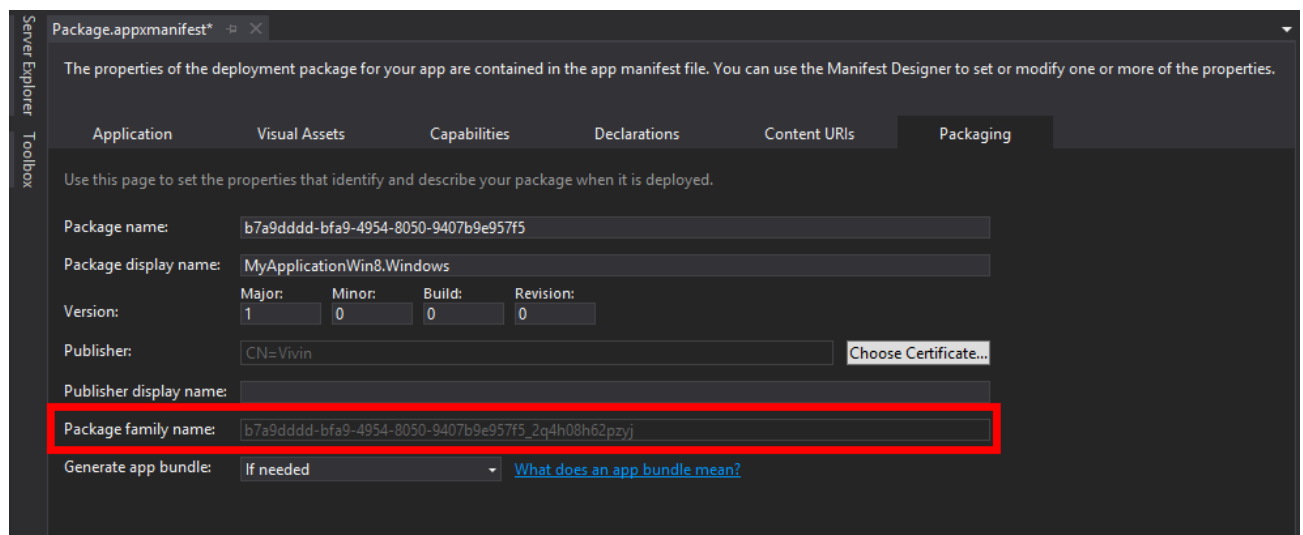 Server Explorer
Toolbox
Package.appxmanifest*
The properties of the deployment package for your app are contained in the app manifest file. You can use the Manifest Designer to set or modify one or more of the properties.
Application Visual Assets Capabilities Declarations Content URIs Packaging
Use this page to set the properties that identify and describe your package when it is deployed.
Package name: b7a9dddd-bfa9-4954-8050-9407b9e957f5
Package display name: MyApplicationWin8.Windows
Major: Minor: Build: Revision:
Version: 1 0 0 0
Publisher: CN=Vivin Choose Certificate...
Publisher display name:
Package family name: b7a9dddd-bfa9-4954-8050-9407b9e957f5_2q4h08h62pzyj
Generate app bundle: If needed What does an app bundle mean?